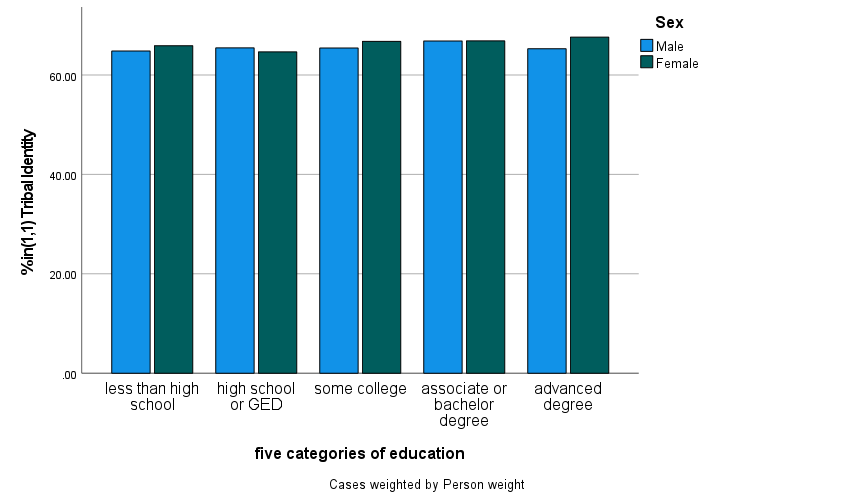 Sex
Male
Female
60.00
40.00
20.00
.00
%in(1,1) Tribal Identity
less than high
school
high school
or GED
some college
associate or
bachelor
degree
advanced
degree
five categories of education
Cases weighted by Person weight